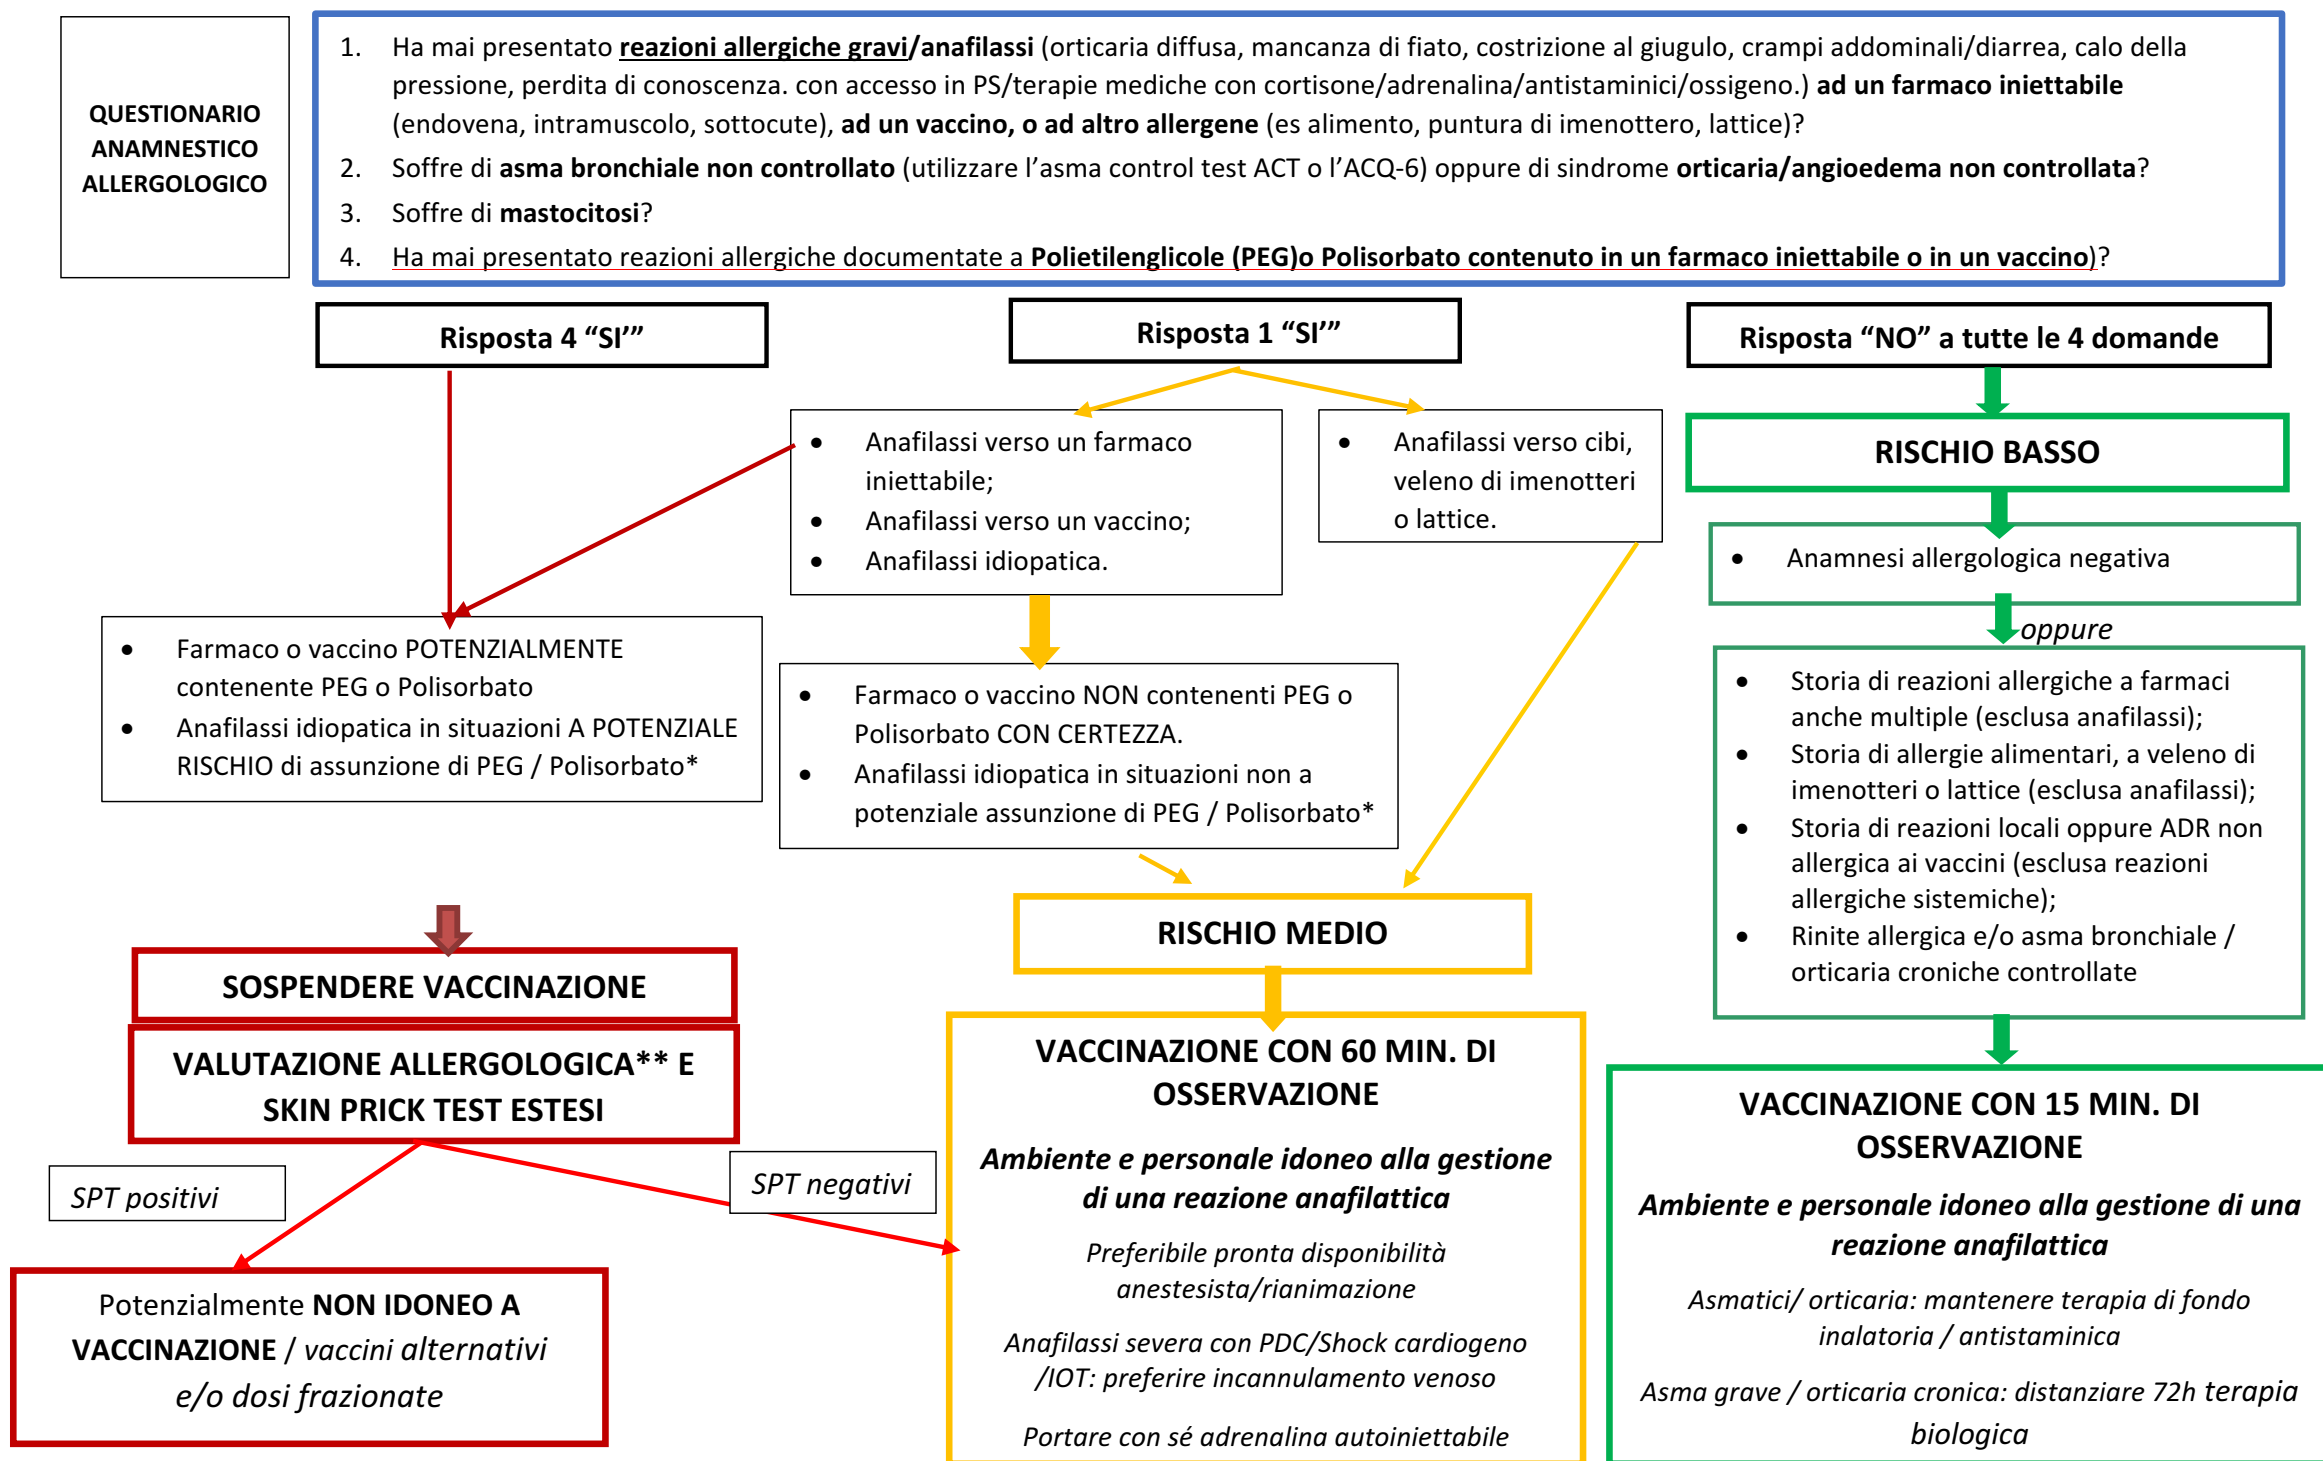 QUESTIONARIO
ANAMNESTICO
ALLERGOLOGICO
1. Ha mai presentato reazioni allergiche gravi/anafilassi (orticaria diffusa, mancanza di fiato, costrizione al giugulo, crampi addominali/diarrea, calo della
pressione, perdita di conoscenza. con accesso in PS/terapie mediche con cortisone/adrenalina/antistaminici/ossigeno.) ad un farmaco iniettabile
(endovena, intramuscolo, sottocute), ad un vaccino, o ad altro allergene (es alimento, puntura di imenottero, lattice)?
2. Soffre di asma bronchiale non controllato (utilizzare l'asma control test ACT o l'ACQ-6) oppure di sindrome orticaria/angioedema non controllata?
3. Soffre di mastocitosi?
4. Ha mai presentato reazioni allergiche documentate a Polietilenglicole (PEG)o Polisorbato contenuto in un farmaco iniettabile o in un vaccino)?
Risposta 4 “SI'”
Risposta 1 “SI'”
Risposta “NO” a tutte le 4 domande
• Anafilassi verso un farmaco
iniettabile;
• Anafilassi verso un vaccino;
• Anafilassi idiopatica.
• Anafilassi verso cibi,
veleno di imenotteri
o lattice.
RISCHIO BASSO
• Anamnesi allergologica negativa
oppure
• Farmaco o vaccino POTENZIALMENTE
contenente PEG o Polisorbato
• Anafilassi idiopatica in situazioni A POTENZIALE
RISCHIO di assunzione di PEG / Polisorbato*
• Farmaco o vaccino NON contenenti PEG o
Polisorbato CON CERTEZZA.
• Anafilassi idiopatica in situazioni non a
potenziale assunzione di PEG / Polisorbato*
• Storia di reazioni allergiche a farmaci
anche multiple (esclusa anafilassi);
• Storia di allergie alimentari, a veleno di
imenotteri o lattice (esclusa anafilassi);
• Storia di reazioni locali oppure ADR non
allergica ai vaccini (esclusa reazioni
allergiche sistemiche);
• Rinite allergica e/o asma bronchiale /
orticaria croniche controllate
SOSPENDERE VACCINAZIONE
VALUTAZIONE ALLERGOLOGICA** E
SKIN PRICK TEST ESTESI
SPT positivi
SPT negativi
Potenzialmente NON IDONEO A
VACCINAZIONE / vaccini alternativi
e/o dosi frazionate
RISCHIO MEDIO
VACCINAZIONE CON 60 MIN. DI
OSSERVAZIONE
Ambiente e personale idoneo alla gestione
di una reazione anafilattica
Preferibile pronta disponibilità
anestesista/rianimazione
Anafilassi severa con PDC/Shock cardiogeno
/IOT: preferire incannulamento venoso
Portare con sé adrenalina autoiniettabile
VACCINAZIONE CON 15 MIN. DI
OSSERVAZIONE
Ambiente e personale idoneo alla gestione di una
reazione anafilattica
Asmatici/ orticaria: mantenere terapia di fondo
inalatoria / antistaminica
Asma grave / orticaria cronica: distanziare 72h terapia
biologica